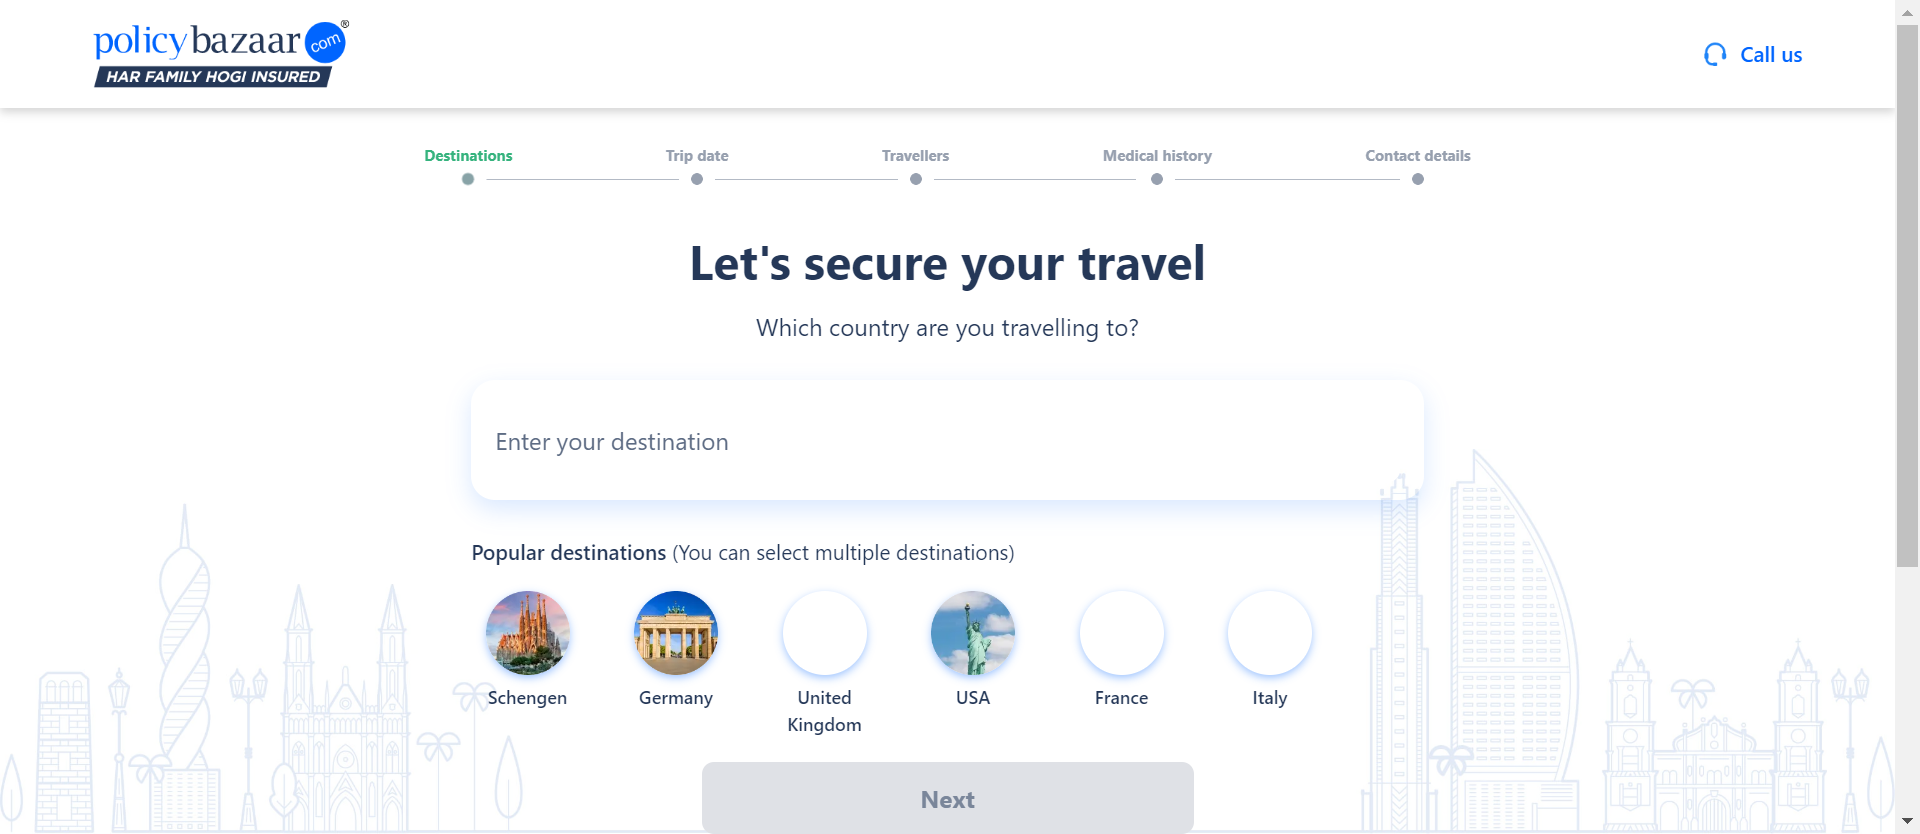 policybazaar com ®
HAR FAMILY HOGI INSURED
Call us
Destinations
Trip date
Travellers
Medical history
Contact details
Let's secure your travel
Which country are you travelling to?
Enter your destination
Popular destinations (You can select multiple destinations)
Schengen
Germany
United
Kingdom
USA
France
Italy
Next